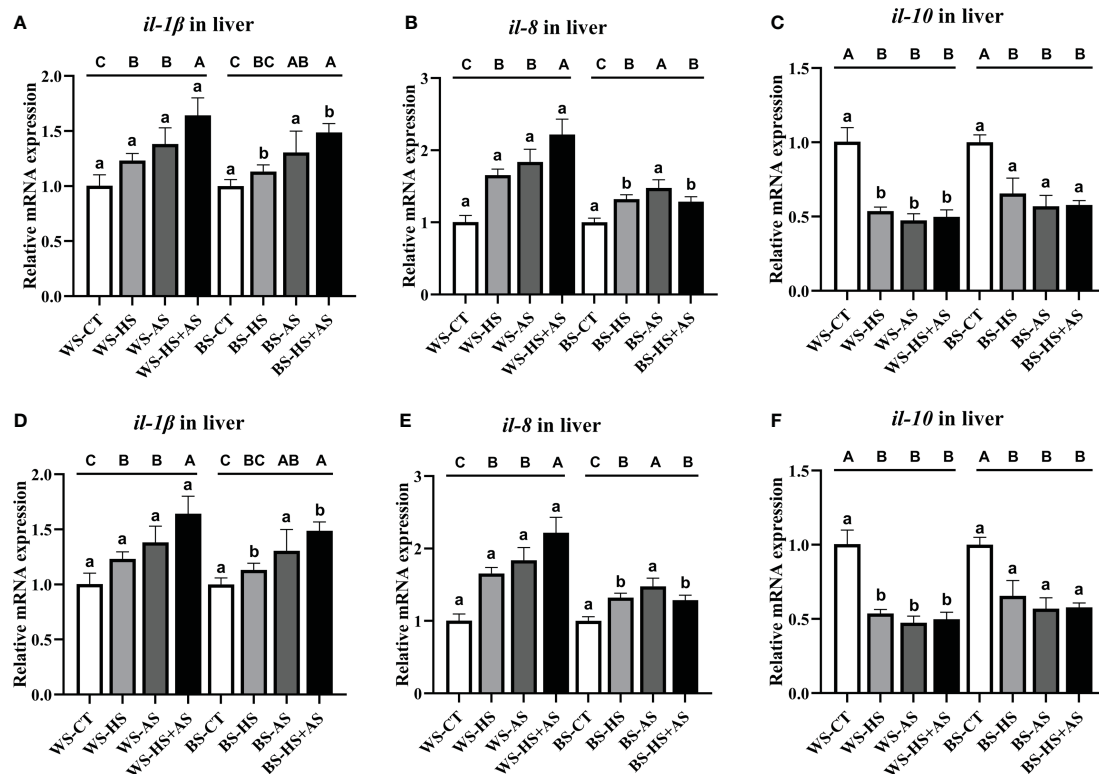 A
il-1β in liver
C B B A C BC AB A
Relative mRNA expression
2.0
1.5
1.0
0.5
0.0
a a a a a b a b
WS-CT WS-HS WS-AS WS-HS+AS BS-CT BS-HS BS-AS BS-HS+AS
B
il-8 in liver
C B B A C B A B
Relative mRNA expression
3
2
1
0
a a a a a b a b
WS-CT WS-HS WS-AS WS-HS+AS BS-CT BS-HS BS-AS BS-HS+AS
C
il-10 in liver
A B B B A B B B
Relative mRNA expression
1.5
1.0
0.5
0.0
a b b b a a a a
WS-CT WS-HS WS-AS WS-HS+AS BS-CT BS-HS BS-AS BS-HS+AS
D
il-1β in liver
C B B A C BC AB A
Relative mRNA expression
2.0
1.5
1.0
0.5
0.0
a a a a a b a b
WS-CT WS-HS WS-AS WS-HS+AS BS-CT BS-HS BS-AS BS-HS+AS
E
il-8 in liver
C B B A C B A B
Relative mRNA expression
3
2
1
0
a a a a a b a b
WS-CT WS-HS WS-AS WS-HS+AS BS-CT BS-HS BS-AS BS-HS+AS
F
il-10 in liver
A B B B A B B B
Relative mRNA expression
1.5
1.0
0.5
0.0
a b b b a a a a
WS-CT WS-HS WS-AS WS-HS+AS BS-CT BS-HS BS-AS BS-HS+AS